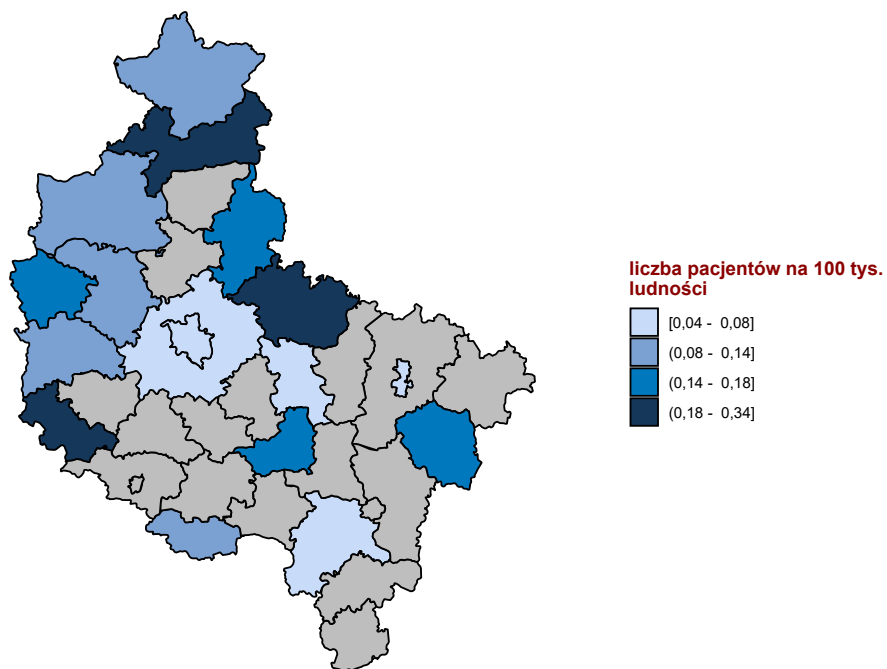 liczba pacjentów na 100 tys.
ludności
[0,04 - 0,08]
(0,08 - 0,14]
(0,14 - 0,18]
(0,18 - 0,34]